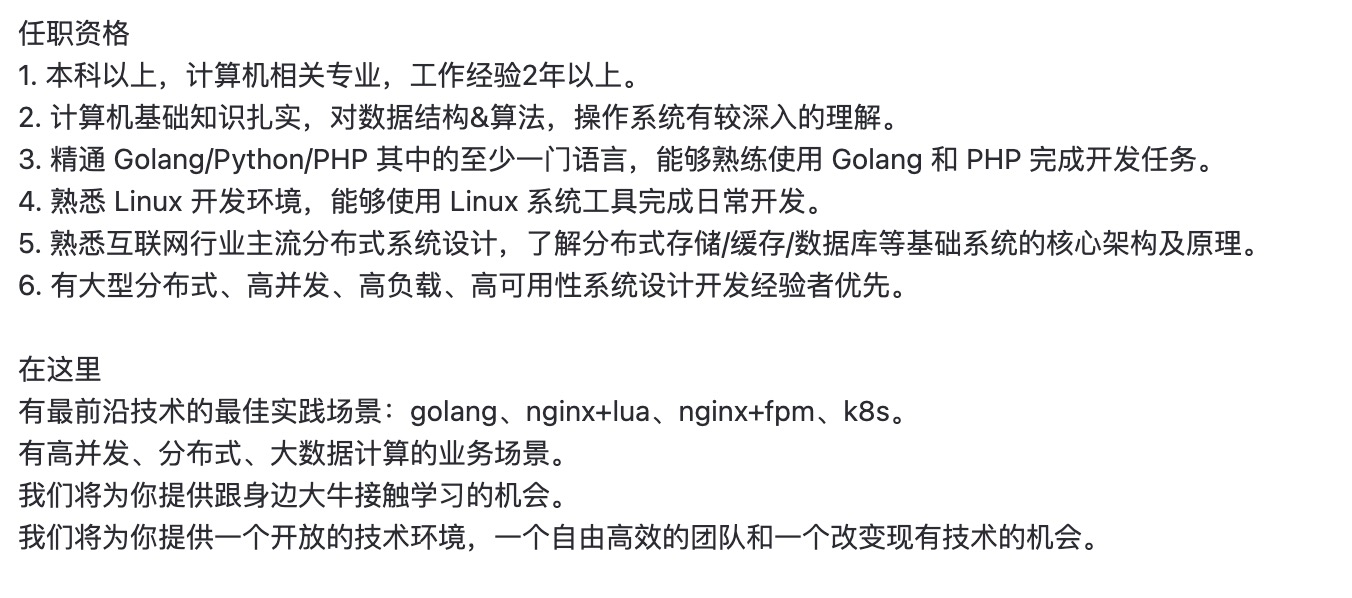 任职资格
1. 本科以上，计算机相关专业，工作经验2年以上。
2. 计算机基础知识扎实，对数据结构&算法，操作系统有较深入的理解。
3. 精通 Golang/Python/PHP 其中的至少一门语言，能够熟练使用 Golang 和 PHP 完成开发任务。
4. 熟悉 Linux 开发环境，能够使用 Linux 系统工具完成日常开发。
5. 熟悉互联网行业主流分布式系统设计，了解分布式存储/缓存/数据库等基础系统的核心架构及原理。
6. 有大型分布式、高并发、高负载、高可用性系统设计开发经验者优先。
在这里
有最前沿技术的最佳实践场景：golang、nginx+lua、nginx+fpm、k8s。
有高并发、分布式、大数据计算的业务场景。
我们将为你提供跟身边大牛接触学习的机会。
我们将为你提供一个开放的技术环境，一个自由高效的团队和一个改变现有技术的机会。